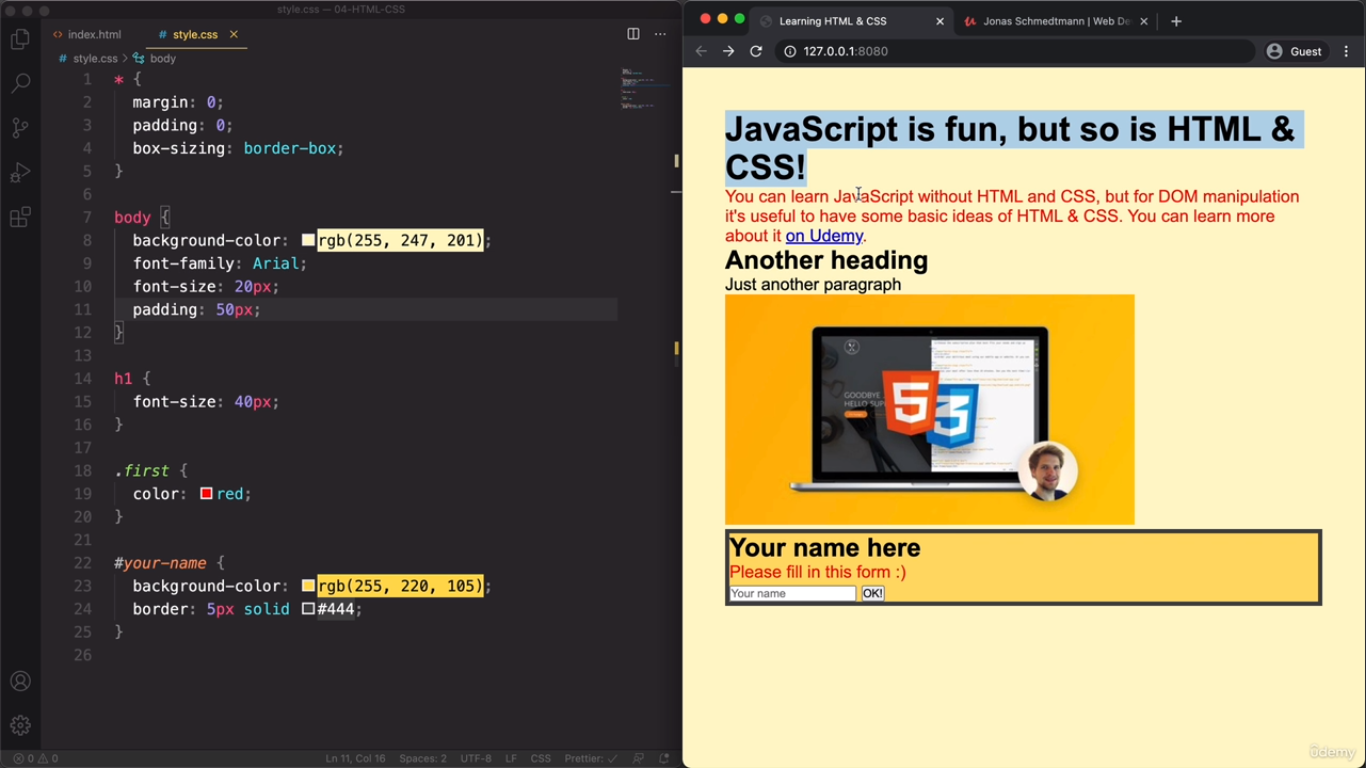 style.css — 04-HTML-CSS
index.html
# style.css
# style.css > body
1 * {
2 margin: 0;
3 padding: 0;
4 box-sizing: border-box;
5 }
6
7 body {
8 background-color: rgb(255, 247, 201);
9 font-family: Arial;
10 font-size: 20px;
11 padding: 50px;
12 }
13
14 h1 {
15 font-size: 40px;
16 }
17
18 .first {
19 color: red;
20 }
21
22 #your-name {
23 background-color: rgb(255, 220, 105);
24 border: 5px solid #444;
25 }
26
0 0 Ln 11, Col 16 Spaces: 2 UTF-8 LF CSS Prettier: ✓
Learning HTML & CSS
Jonas Schmedtmann | Web De
127.0.0.1:8080
Guest
JavaScript is fun, but so is HTML &
CSS!
You can learn JavaScript without HTML and CSS, but for DOM manipulation
it's useful to have some basic ideas of HTML & CSS. You can learn more
about it on Udemy.
Another heading
Just another paragraph
GOODBYE
5
3
Your name here
Please fill in this form :)
Your name OK!
ûdemy